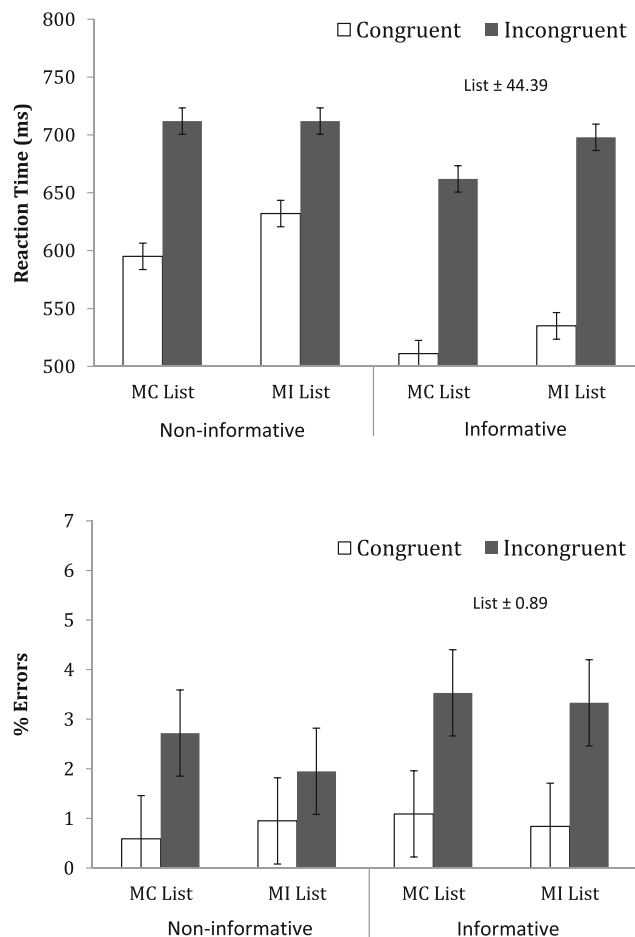 800
Congruent Incongruent
750
List ± 44.39
700
650
600
550
500
Reaction Time (ms)
MC List MI List MC List MI List
Non-informative Informative
7
Congruent Incongruent
6
List ± 0.89
5
4
3
2
1
0
% Errors
MC List MI List MC List MI List
Non-informative Informative